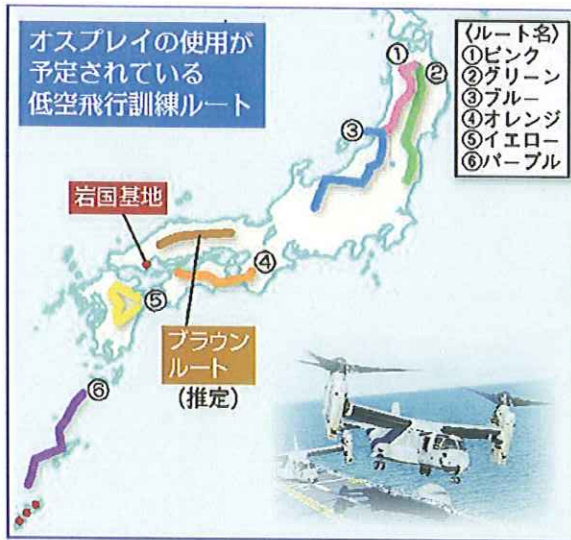 オスプレイの使用が
予定されている
低空飛行訓練ルート
〈ルート名〉
①ピンク
②グリーン
③ブルー
④オレンジ
⑤イエロー
⑥パープル
①
②
③
岩国基地
④
⑤
ブラウン
ルート
(推定)
⑥